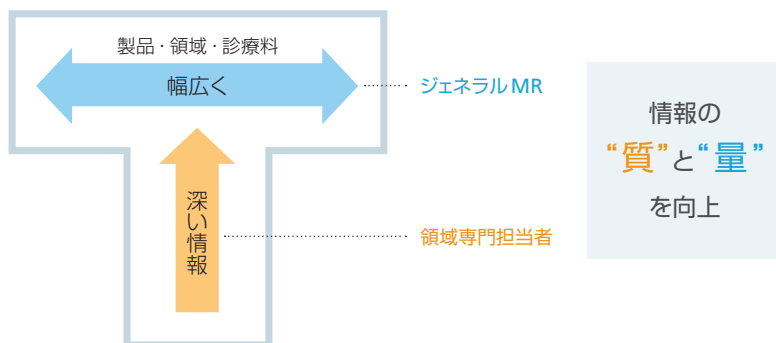 製品・領域・診療料
幅広く
ジェネラルMR
深い情報
領域専門担当者
情報の
“質”と“量”
を向上